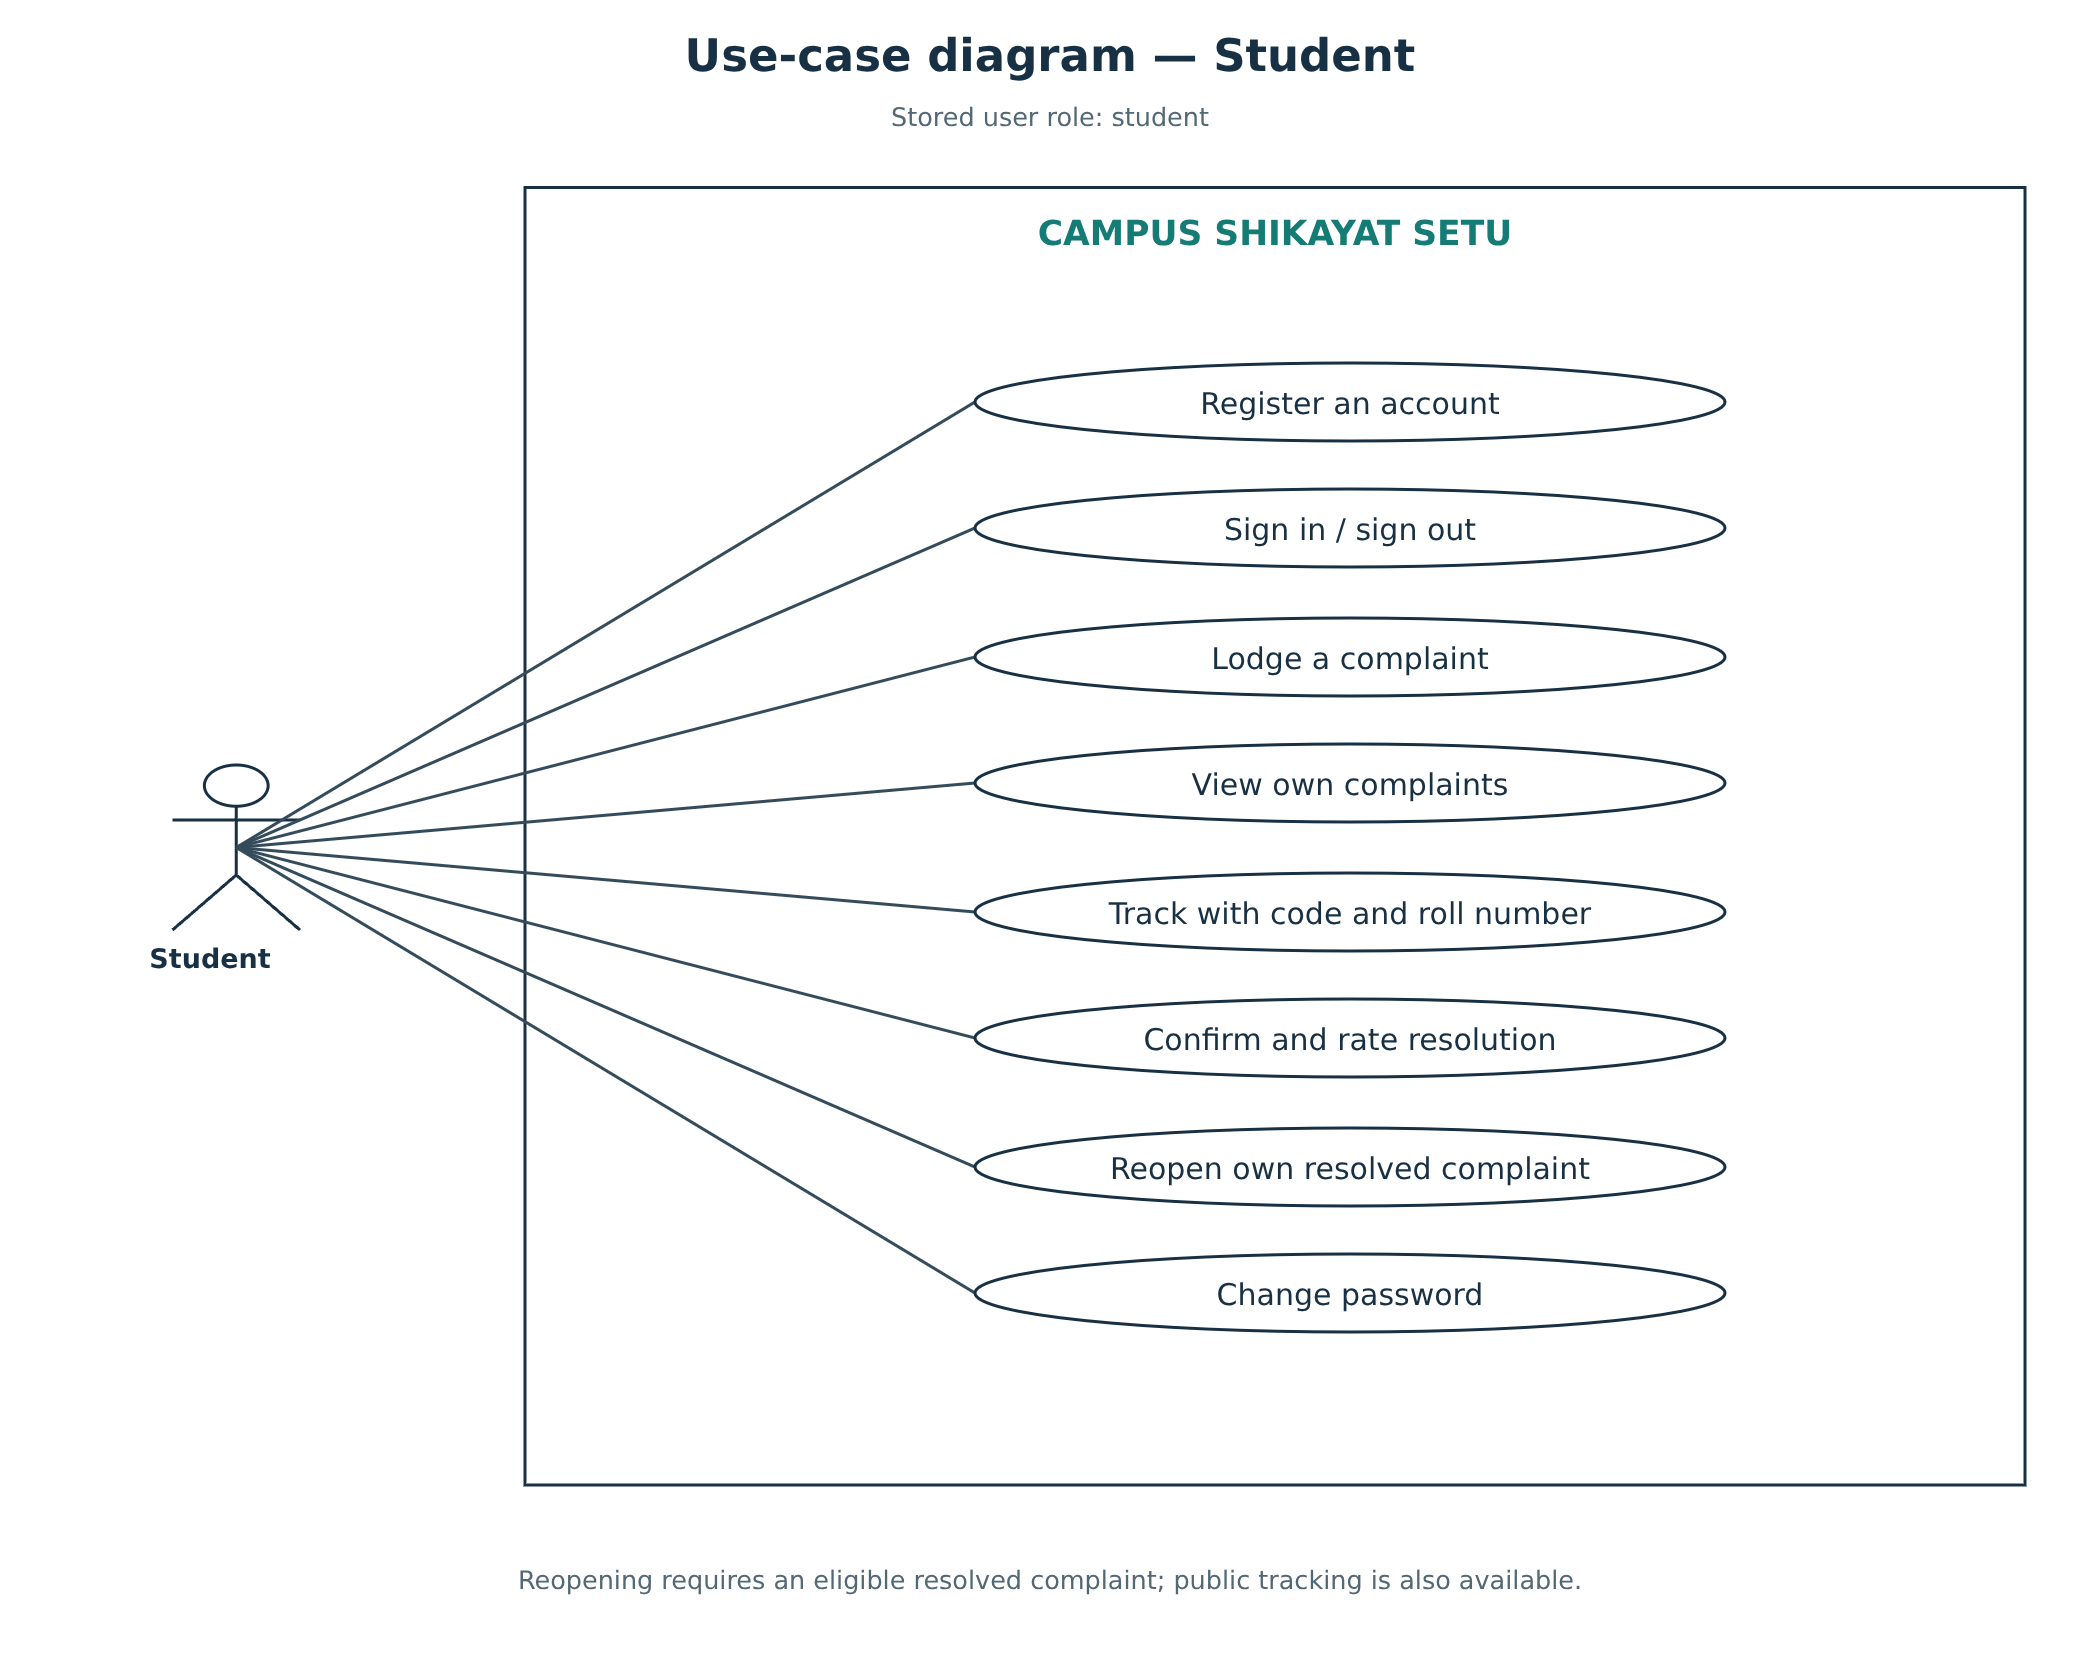 Use-case diagram — Student
Stored user role: student
CAMPUS SHIKAYAT SETU
Register an account
Sign in / sign out
Lodge a complaint
View own complaints
Track with code and roll number
Student
Confirm and rate resolution
Reopen own resolved complaint
Change password
Reopening requires an eligible resolved complaint; public tracking is also available.